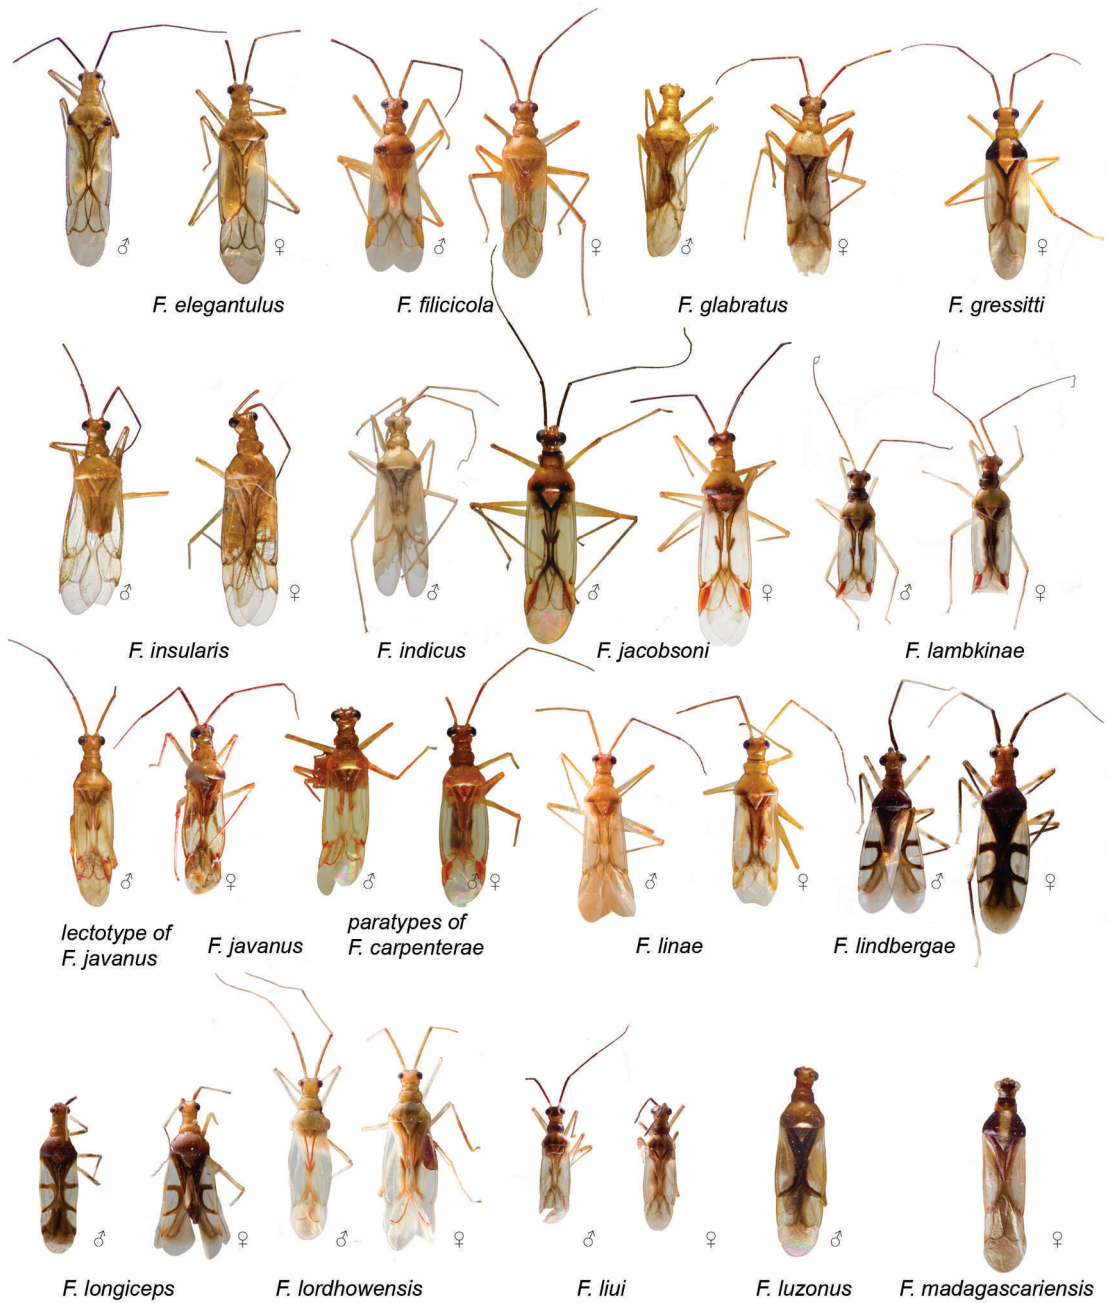 ♂ ♀ ♂ ♀ ♂ ♀ ♀
F. elegantulus F. filicicola F. glabratus F. gressitti
♂ ♀ ♂ ♂ ♀ ♂ ♀
F. insularis F. indicus F. jacobsoni F. lambkinae
♂ ♀ ♂ ♀ ♂ ♀ ♂ ♀
lectotype of
F. javanus
F. javanus
paratypes of
F. carpenterae
F. linae F. lindbergae
♂ ♀ ♂ ♀ ♂ ♀ ♂ ♀
F. longiceps F. lordhowensis F. liui F. luzonus F. madagascariensis